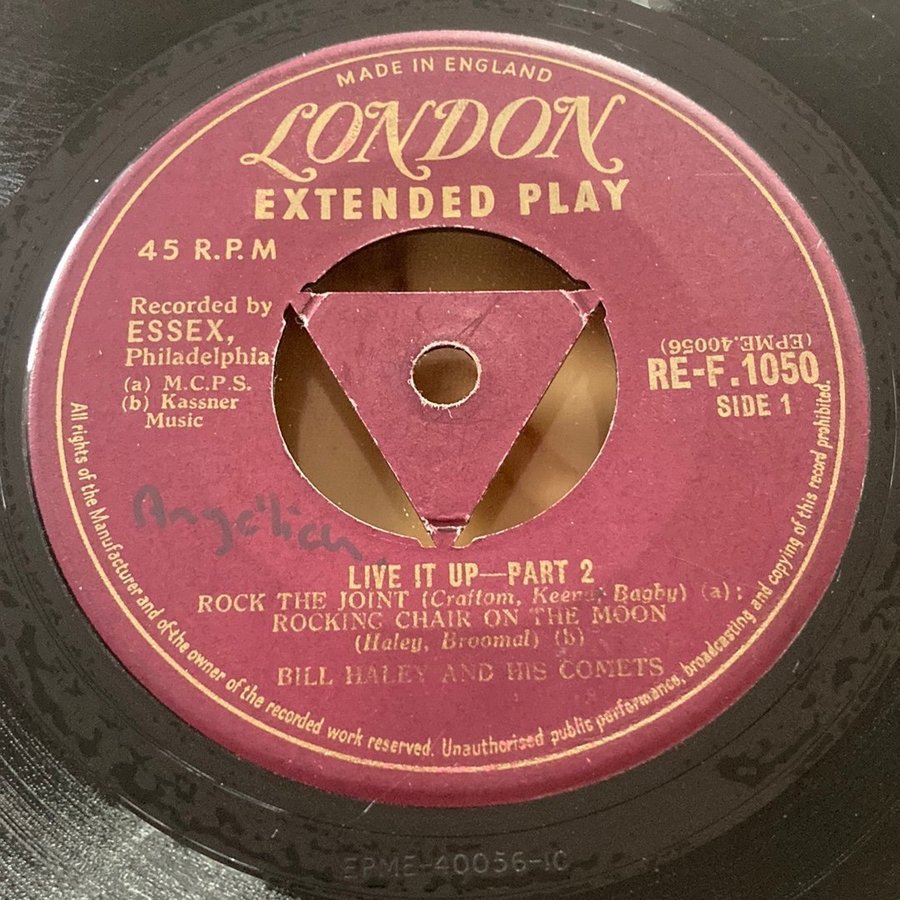 MADE IN ENGLAND
LONDON
EXTENDED PLAY
45 R.P.M
Recorded by
ESSEX,
Philadelphia
(a) M.C.P.S.
(b) Kassner
Music
(EPME.40056)
RE-F.1050
SIDE 1
LIVE IT UP—PART 2
ROCK THE JOINT (Craftom, Keene, Bagby) (a);
ROCKING CHAIR ON THE MOON
(Haley, Broomal) (b)
BILL HALEY AND HIS COMETS
All rights of the Manufacturer and of the owner of the recorded work reserved. Unauthorised public performance, broadcasting and copying of this record prohibited.
EPME-40056-1C